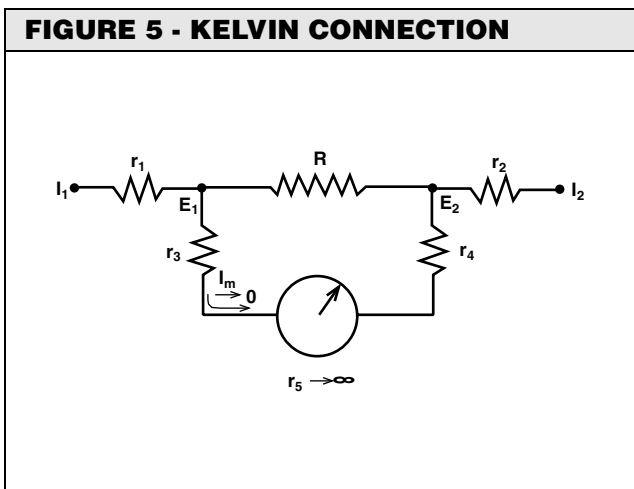 FIGURE 5 - KELVIN CONNECTION
r1
R
r2
I1
E1
E2
I2
r3
r4
Im → 0
r5 → ∞